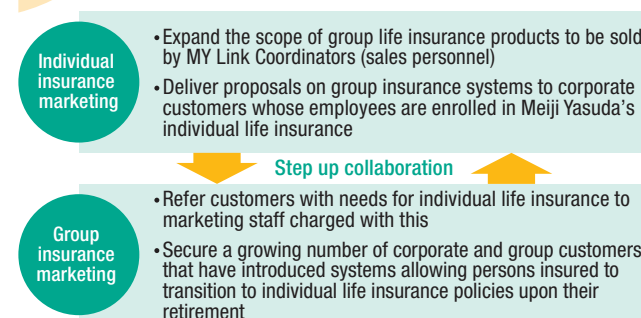 Individual
insurance
marketing
•Expand the scope of group life insurance products to be sold
by MY Link Coordinators (sales personnel)
•Deliver proposals on group insurance systems to corporate
customers whose employees are enrolled in Meiji Yasuda's
individual life insurance
Step up collaboration
Group
insurance
marketing
•Refer customers with needs for individual life insurance to
marketing staff charged with this
•Secure a growing number of corporate and group customers
that have introduced systems allowing persons insured to
transition to individual life insurance policies upon their
retirement